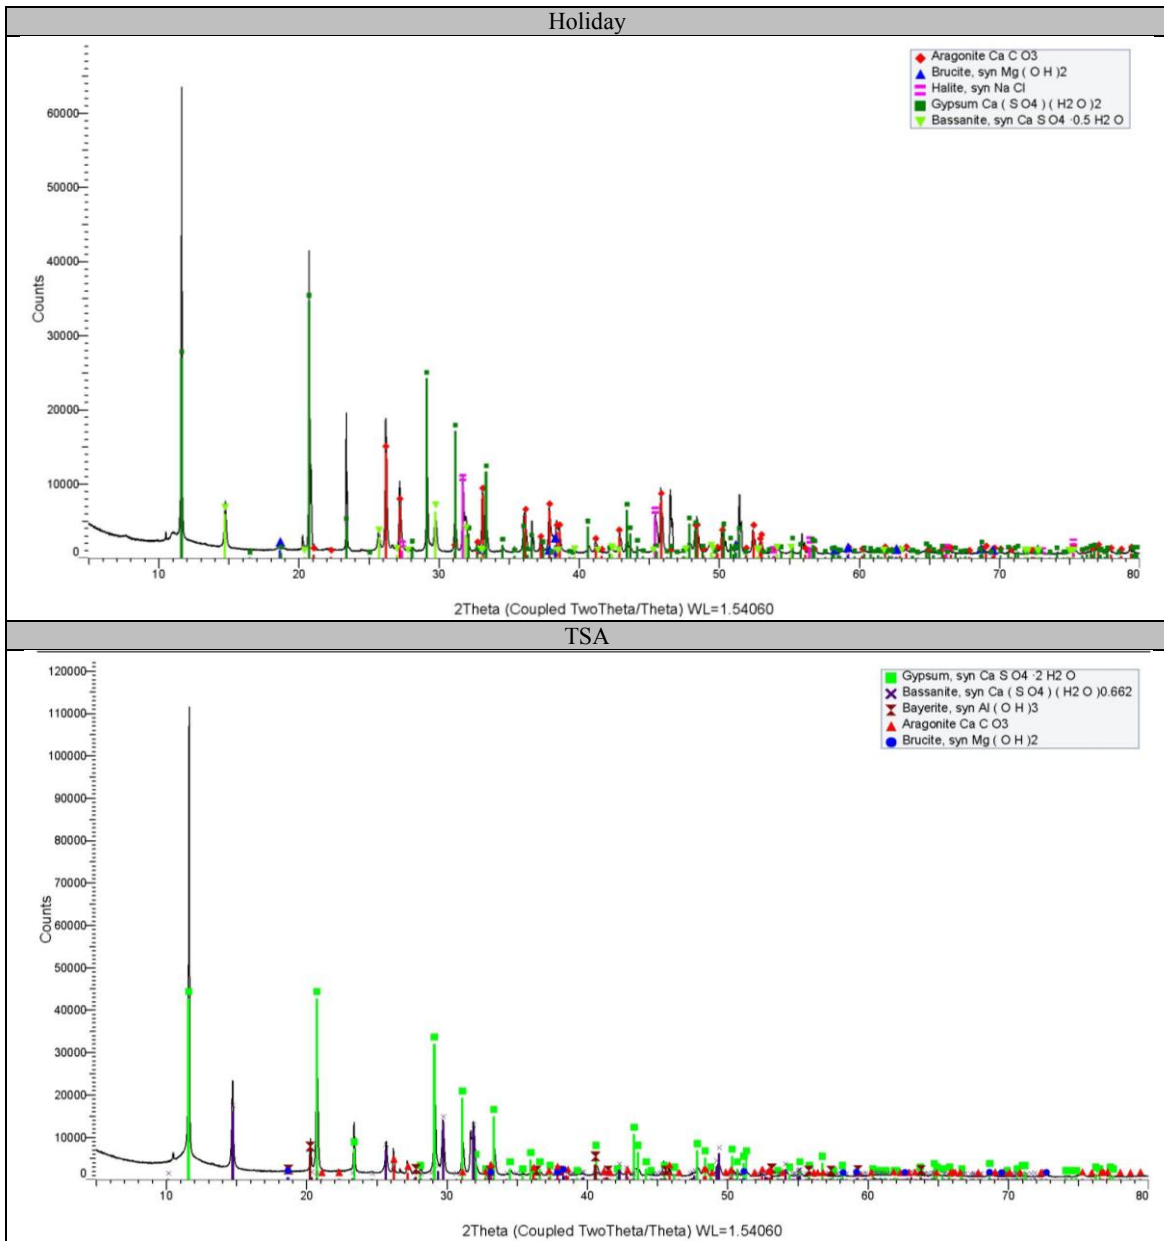 Holiday
Aragonite Ca C O3
Brucite, syn Mg ( O H )2
Halite, syn Na Cl
Gypsum Ca ( S O4 ) ( H2 O )2
Bassanite, syn Ca S O4 ·0.5 H2 O
60000
50000
40000
30000
20000
10000
0
Counts
10 20 30 40 50 60 70 80
2Theta (Coupled TwoTheta/Theta) WL=1.54060
TSA
Gypsum, syn Ca S O4 ·2 H2 O
Bassanite, syn Ca ( S O4 ) ( H2 O )0.662
Bayerite, syn Al ( O H )3
Aragonite Ca C O3
Brucite, syn Mg ( O H )2
120000
110000
100000
90000
80000
70000
60000
50000
40000
30000
20000
10000
0
Counts
10 20 30 40 50 60 70 80
2Theta (Coupled TwoTheta/Theta) WL=1.54060